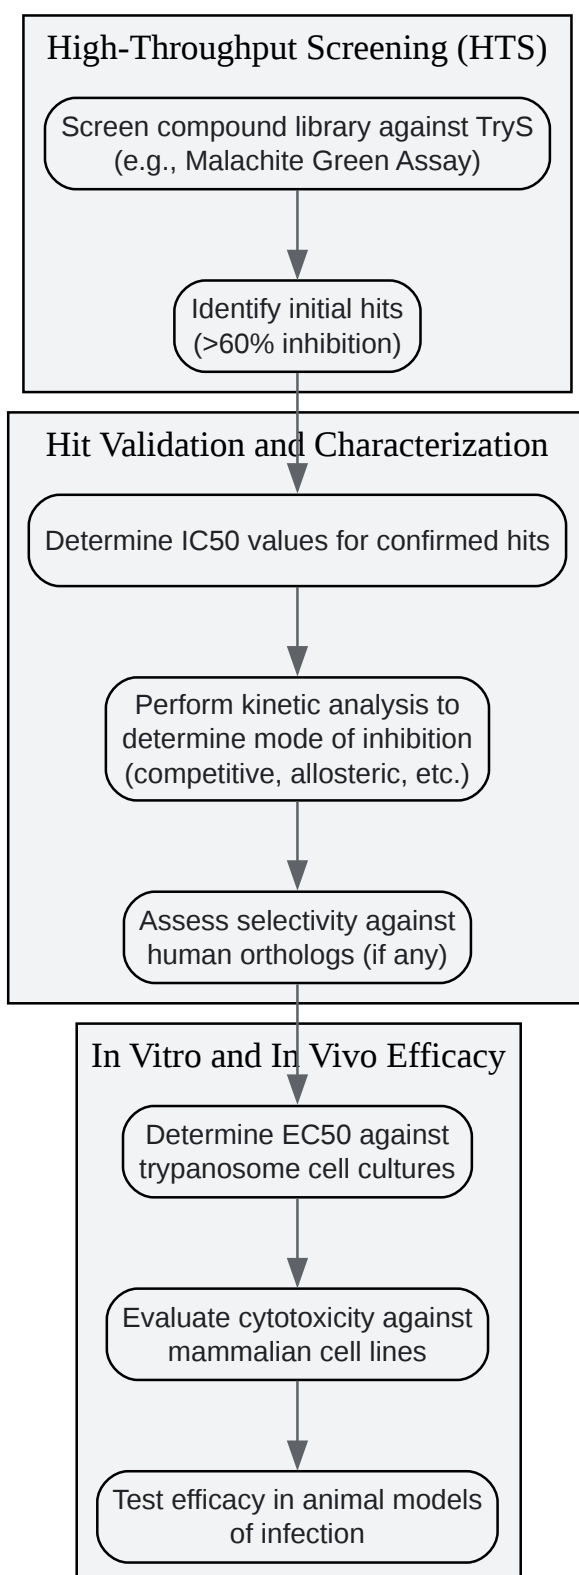 High-Throughput Screening (HTS)
Screen compound library against TryS
(e.g., Malachite Green Assay)
Identify initial hits
(>60% inhibition)
Hit Validation and Characterization
Determine IC50 values for confirmed hits
Perform kinetic analysis to
determine mode of inhibition
(competitive, allosteric, etc.)
Assess selectivity against
human orthologs (if any)
In Vitro and In Vivo Efficacy
Determine EC50 against
trypanosome cell cultures
Evaluate cytotoxicity against
mammalian cell lines
Test efficacy in animal models
of infection